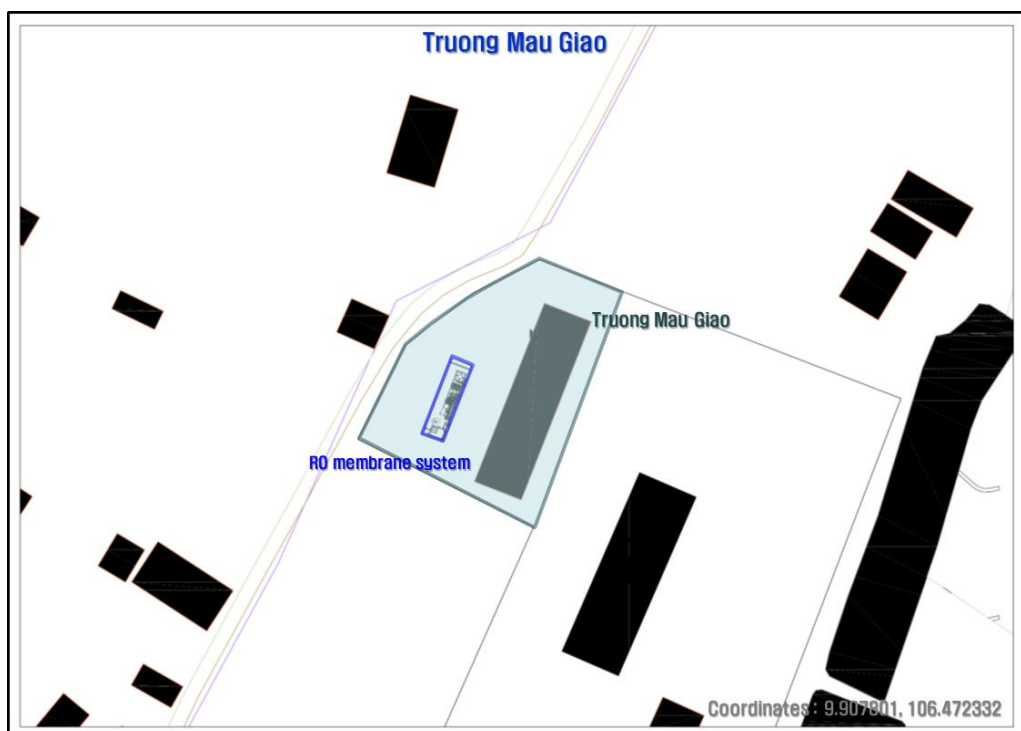 Truong Mau Giao
Truong Mau Giao
RO membrane system
Coordinates: 9.907801, 106.472332